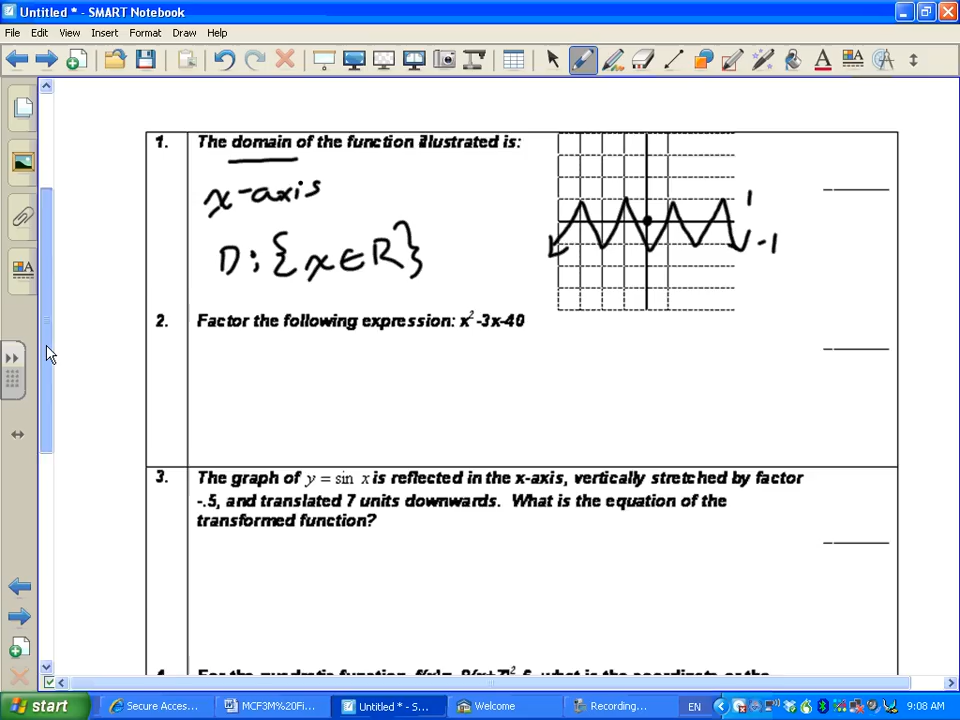 Untitled * - SMART Notebook
File Edit View Insert Format Draw Help
1. The domain of the function illustrated is:
x-axis
1
D: {x∈R}
-1
2. Factor the following expression: x²-3x-40
3. The graph of y = sin x is reflected in the x-axis, vertically stretched by factor
-.5, and translated 7 units downwards. What is the equation of the
transformed function?
start Secure Acces... MCF3M%20Fi... Untitled * - S... Welcome Recording... EN 9:08 AM